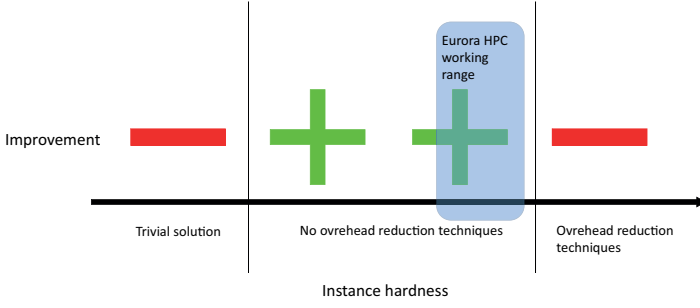 Eurora HPC
working
range
Improvement
Trivial solution
No ovrehead reduction techniques
Ovrehead reduction
techniques
Instance hardness